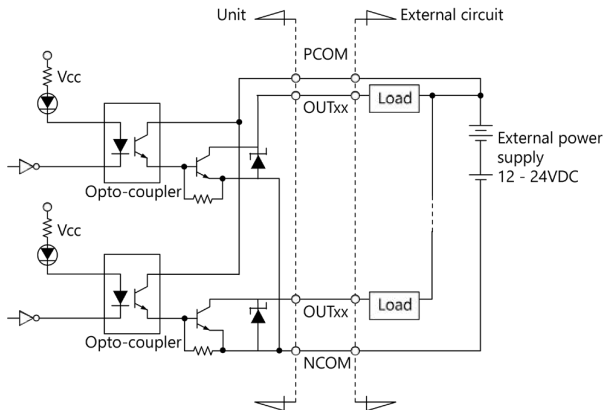 Unit
External circuit
PCOM
Vcc
OUTxx
Load
Opto-coupler
External power
supply
12 - 24VDC
Vcc
OUTxx
Load
Opto-coupler
NCOM